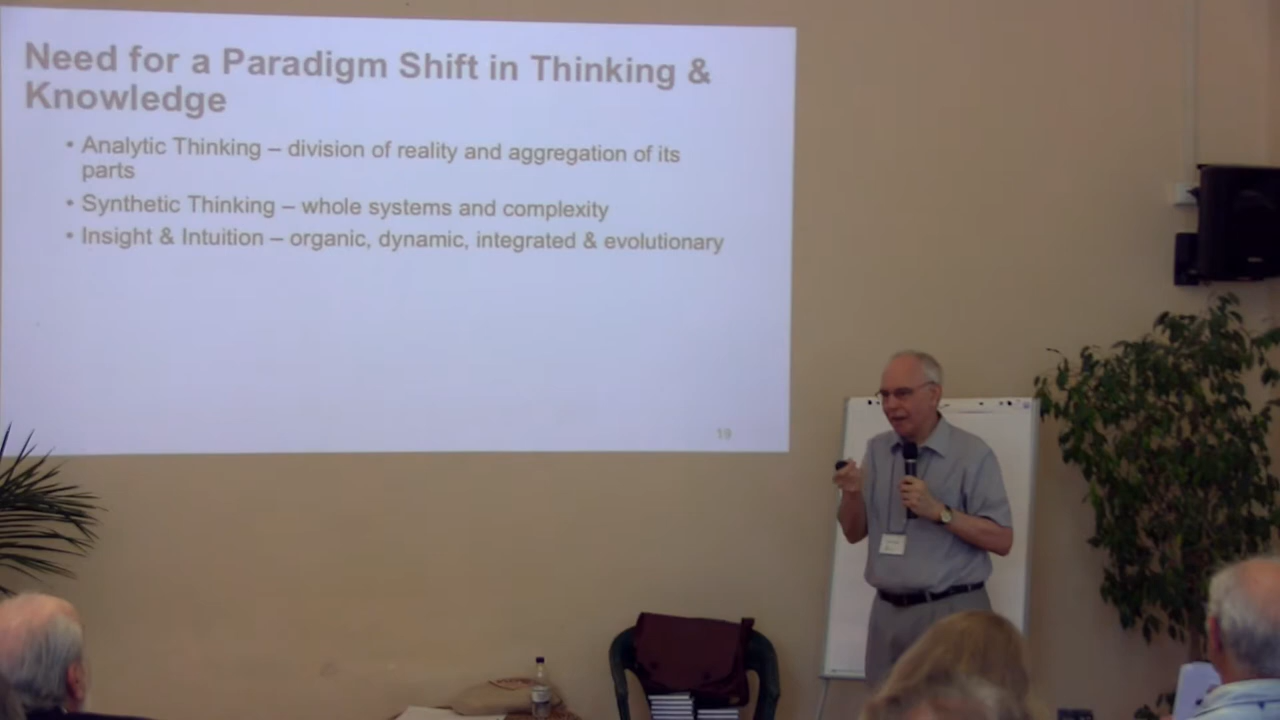 Need for a Paradigm Shift in Thinking &
Knowledge
• Analytic Thinking – division of reality and aggregation of its
parts
• Synthetic Thinking – whole systems and complexity
• Insight & Intuition – organic, dynamic, integrated & evolutionary
19